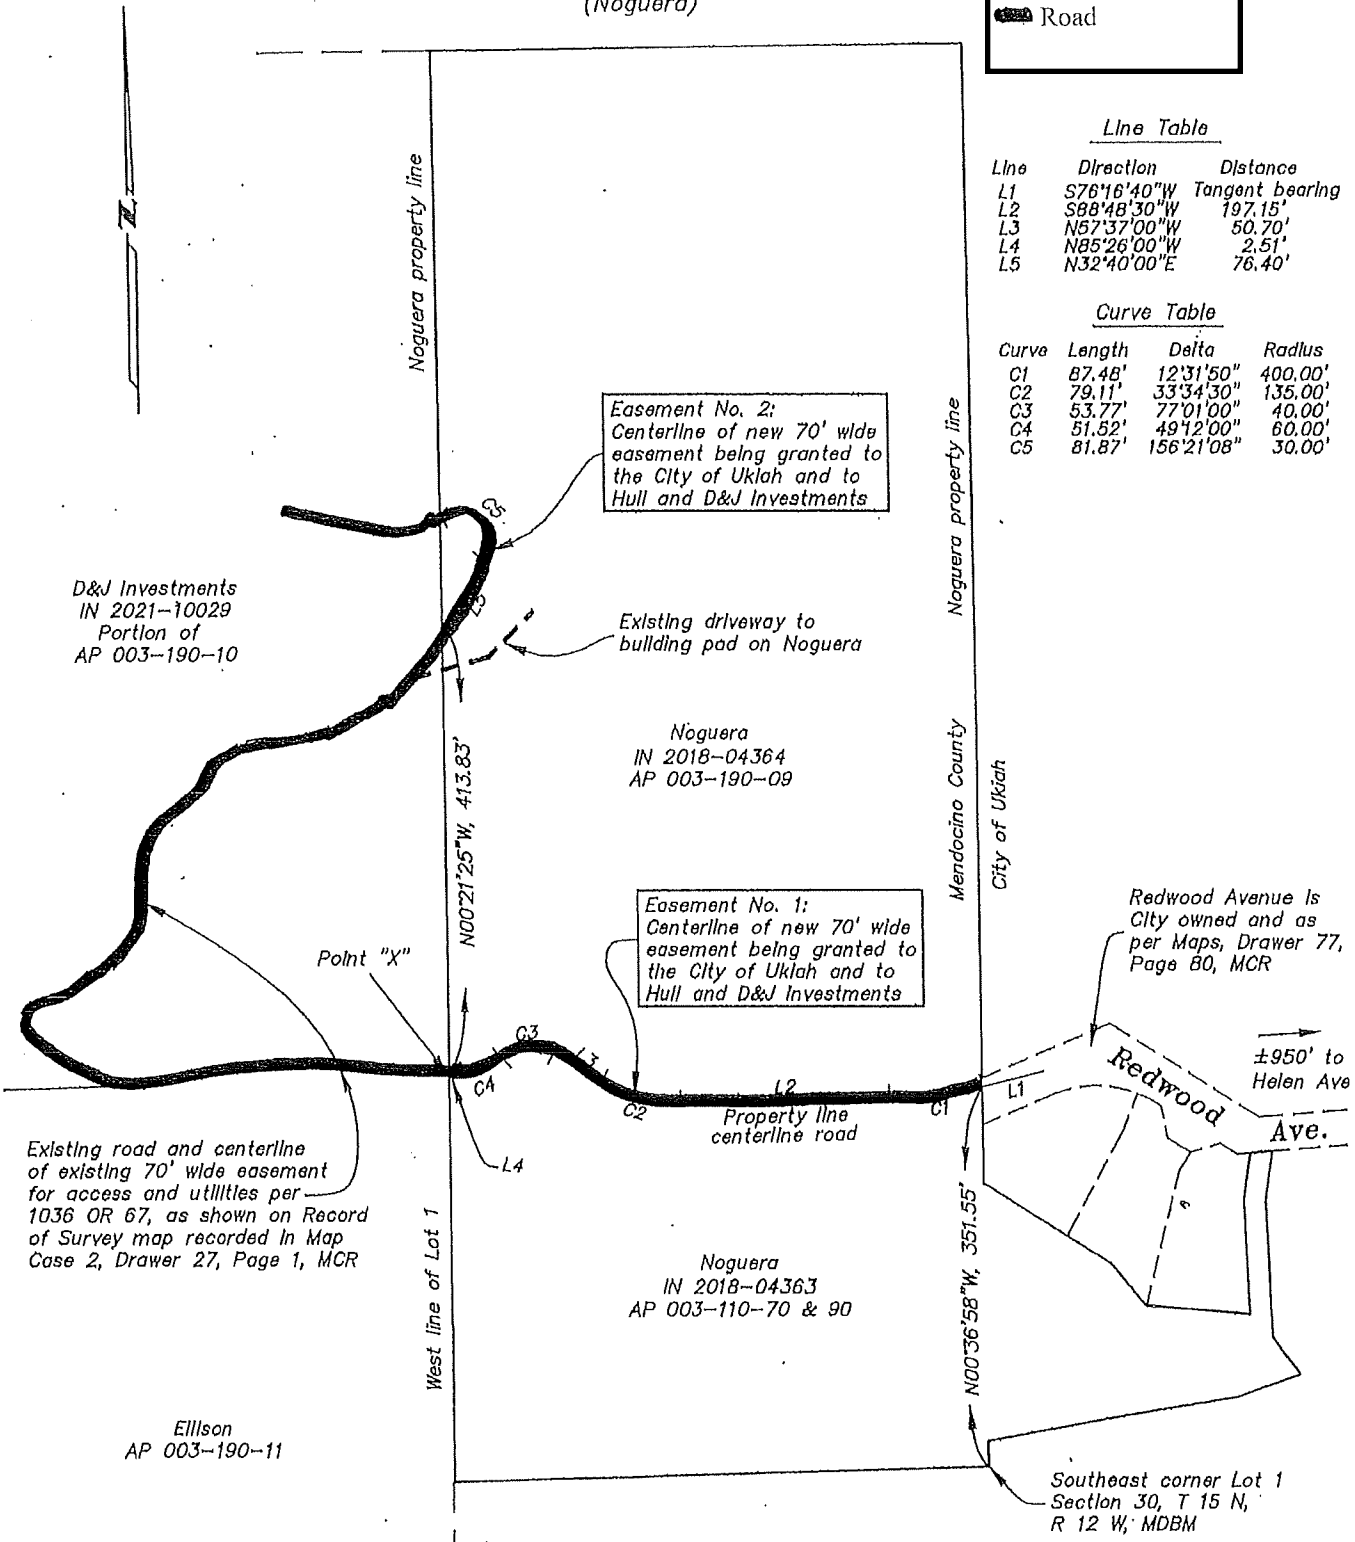 (Noguera)
Road
Line Table
Line Direction Distance
L1 S76°16'40"W Tangent bearing
L2 S88°48'30"W 197.15'
L3 N57°37'00"W 50.70'
L4 N85°26'00"W 2.51'
L5 N32°40'00"E 76.40'
Curve Table
Curve Length Delta Radius
C1 87.48' 12°31'50" 400.00'
C2 79.11' 33°34'30" 135.00'
C3 53.77' 77°01'00" 40.00'
C4 51.52' 49°12'00" 60.00'
C5 81.87' 156°21'08" 30.00'
N
Noguera property line
Easement No. 2:
Centerline of new 70' wide
easement being granted to
the City of Ukiah and to
Hull and D&J Investments
Noguera property line
C5
D&J Investments
IN 2021-10029
Portion of
AP 003-190-10
L5
Existing driveway to
building pad on Noguera
Noguera
IN 2018-04364
AP 003-190-09
N00°21'25"W, 413.83'
Mendocino County
City of Ukiah
Easement No. 1:
Centerline of new 70' wide
easement being granted to
the City of Ukiah and to
Hull and D&J Investments
Redwood Avenue is
City owned and as
per Maps, Drawer 77,
Page 80, MCR
Point "X"
C3
C4
C2
L2
C1
L1
Property line
centerline road
Redwood
Ave.
±950' to
Helen Ave
Existing road and centerline
of existing 70' wide easement
for access and utilities per
1036 OR 67, as shown on Record
of Survey map recorded in Map
Case 2, Drawer 27, Page 1, MCR
L4
West line of Lot 1
N00°36'58"W, 351.55'
Noguera
IN 2018-04363
AP 003-110-70 & 90
Ellison
AP 003-190-11
Southeast corner Lot 1
Section 30, T 15 N,
R 12 W, MDBM